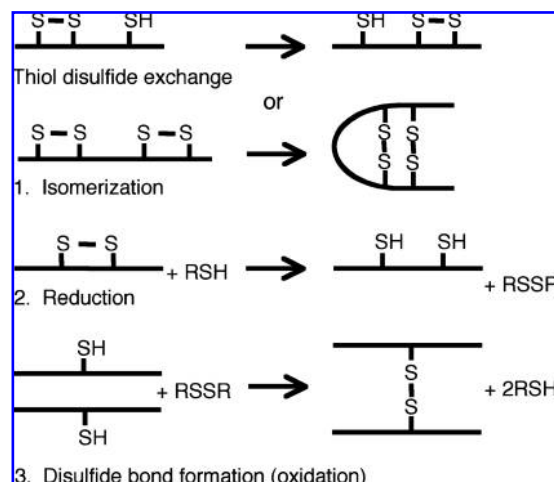 S – S SH SH S – S
Thiol disulfide exchange
or
S – S S – S S S
S S
1. Isomerization
S – S + RSH SH SH + RSSR
2. Reduction
SH + RSSR S + 2RSH
SH S
3. Disulfide bond formation (oxidation)